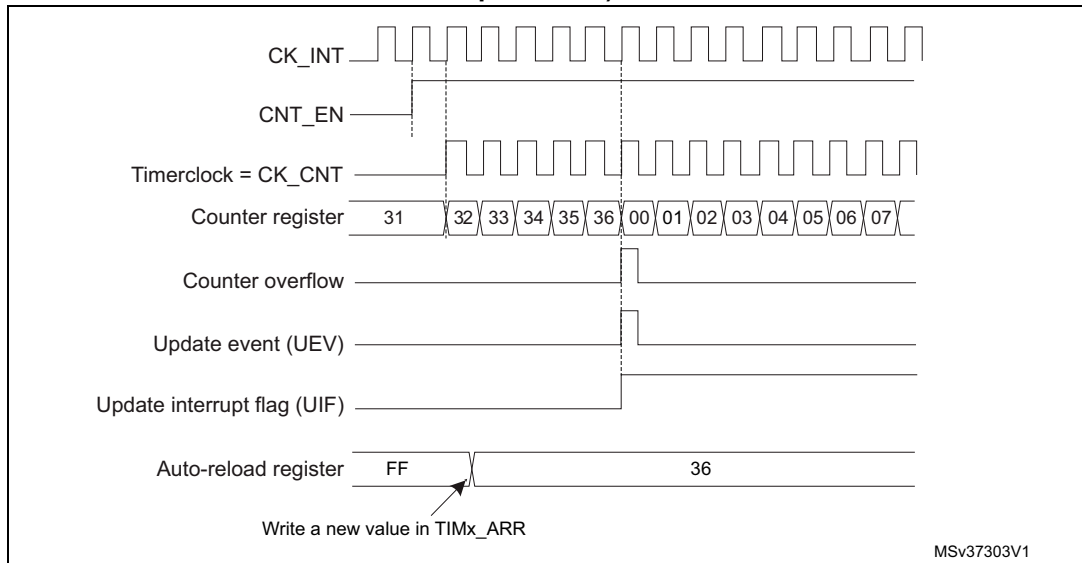 CK_INT
CNT_EN
Timerclock = CK_CNT
Counter register 31 32 33 34 35 36 00 01 02 03 04 05 06 07
Counter overflow
Update event (UEV)
Update interrupt flag (UIF)
Auto-reload register FF 36
Write a new value in TIMx_ARR
MSv37303V1